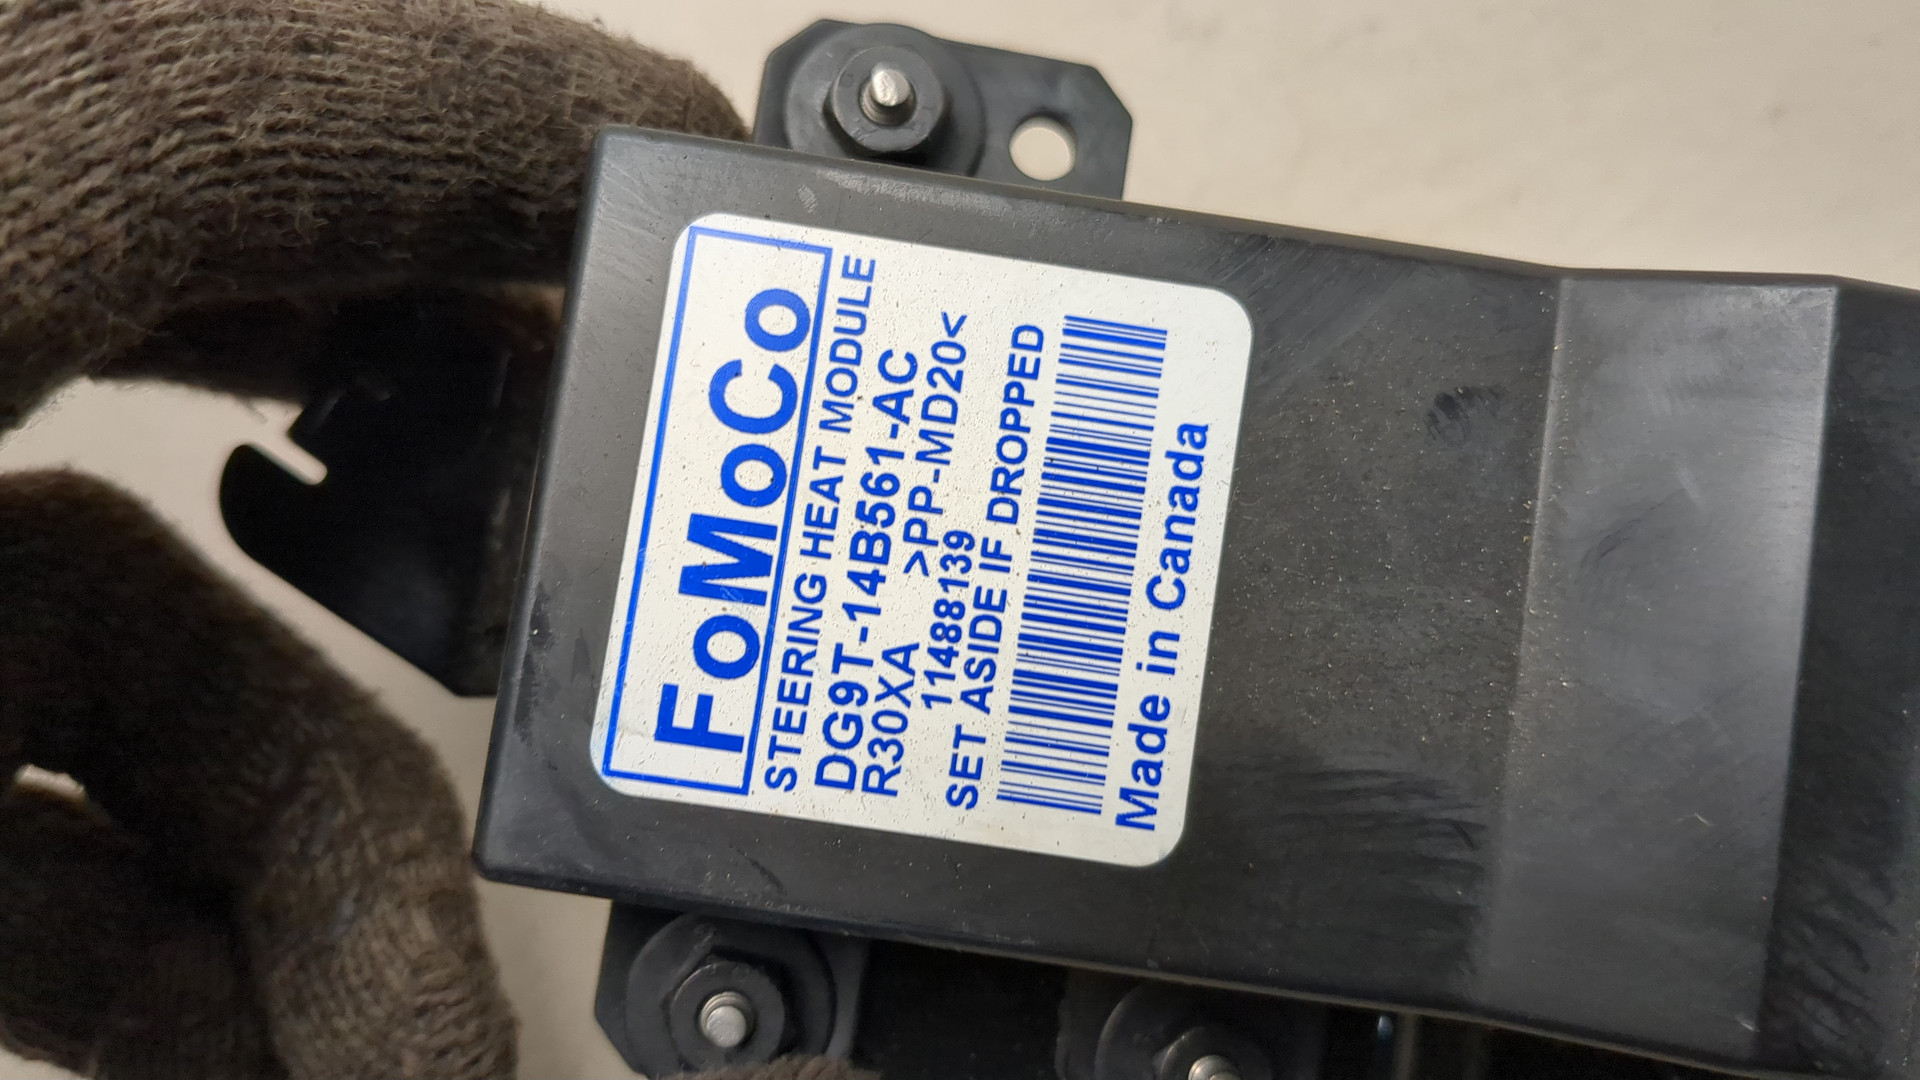 FoMoCo
STEERING HEAT MODULE
DG9T-14B561-AC
R30XA >PP-MD20<
11488139
SET ASIDE IF DROPPED
Made in Canada